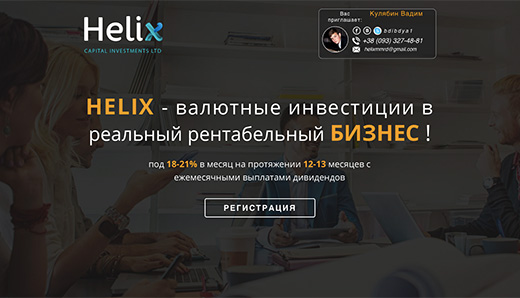 Helix
CAPITAL INVESTMENTS LTD
Вас приглашает:
Кулябин Вадим
bdibdya1
+38 (093) 327-48-81
helixmmrd@gmail.com
HELIX - валютные инвестиции в
реальный рентабельный БИЗНЕС !
под 18-21% в месяц на протяжении 12-13 месяцев с
ежемесячными выплатами дивидендов
РЕГИСТРАЦИЯ